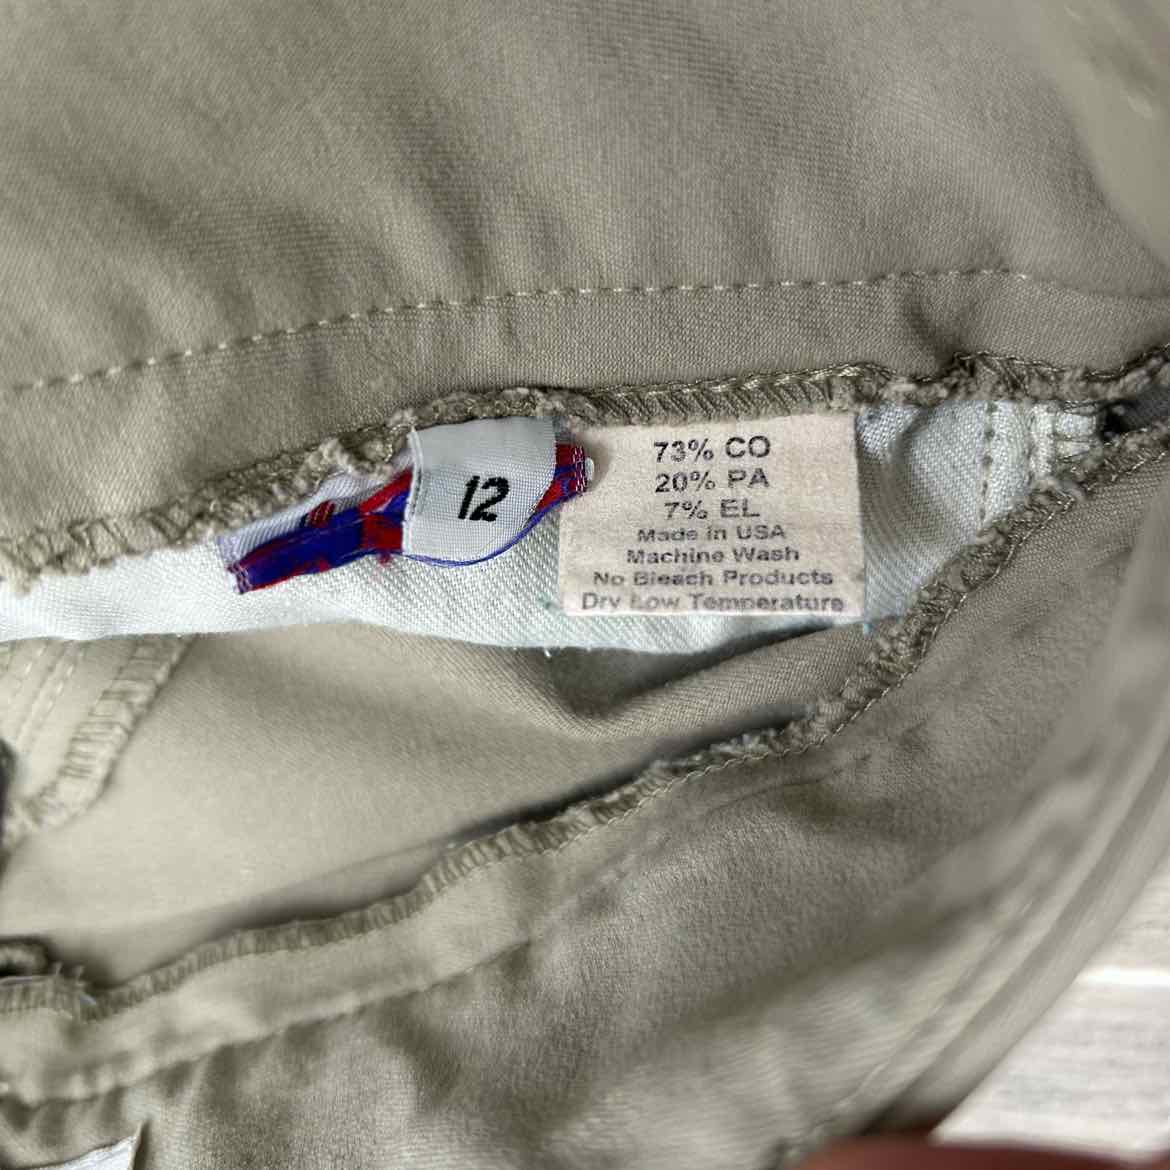 12
73% CO
20% PA
7% EL
Made in USA
Machine Wash
No Bleach Products
Dry Low Temperature